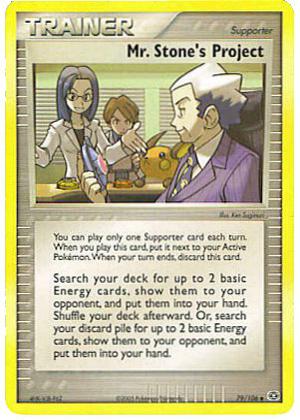 TRAINER
Supporter
Mr. Stone's Project
Illus. Ken Sugimori
You can play only one Supporter card each turn.
When you play this card, put it next to your Active
Pokémon. When your turn ends, discard this card.
Search your deck for up to 2 basic
Energy cards, show them to your
opponent, and put them into your hand.
Shuffle your deck afterward. Or, search
your discard pile for up to 2 basic Energy
cards, show them to your opponent,
and put them into your hand.
©2005 Pokémon/Nintendo
79/106